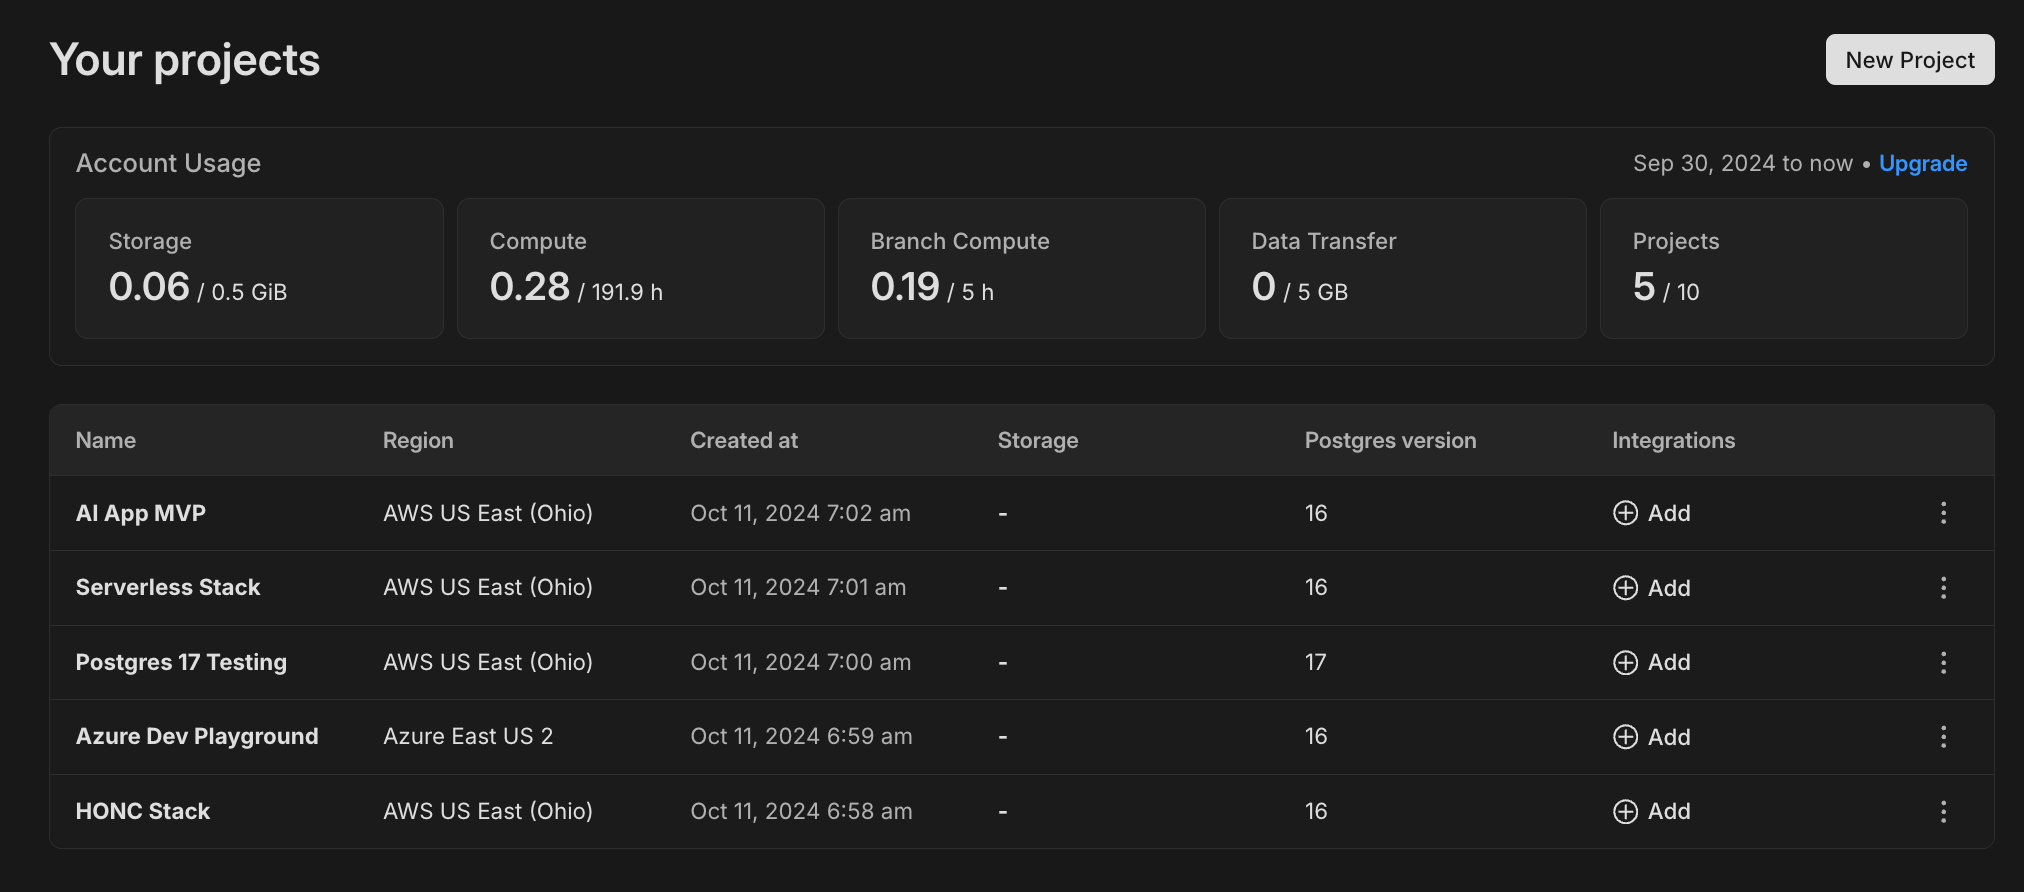 Your projects
New Project
Account Usage
Sep 30, 2024 to now • Upgrade
Storage
0.06 / 0.5 GiB
Compute
0.28 / 191.9 h
Branch Compute
0.19 / 5 h
Data Transfer
0 / 5 GB
Projects
5 / 10
Name Region Created at Storage Postgres version Integrations
AI App MVP AWS US East (Ohio) Oct 11, 2024 7:02 am - 16 Add
Serverless Stack AWS US East (Ohio) Oct 11, 2024 7:01 am - 16 Add
Postgres 17 Testing AWS US East (Ohio) Oct 11, 2024 7:00 am - 17 Add
Azure Dev Playground Azure East US 2 Oct 11, 2024 6:59 am - 16 Add
HONC Stack AWS US East (Ohio) Oct 11, 2024 6:58 am - 16 Add